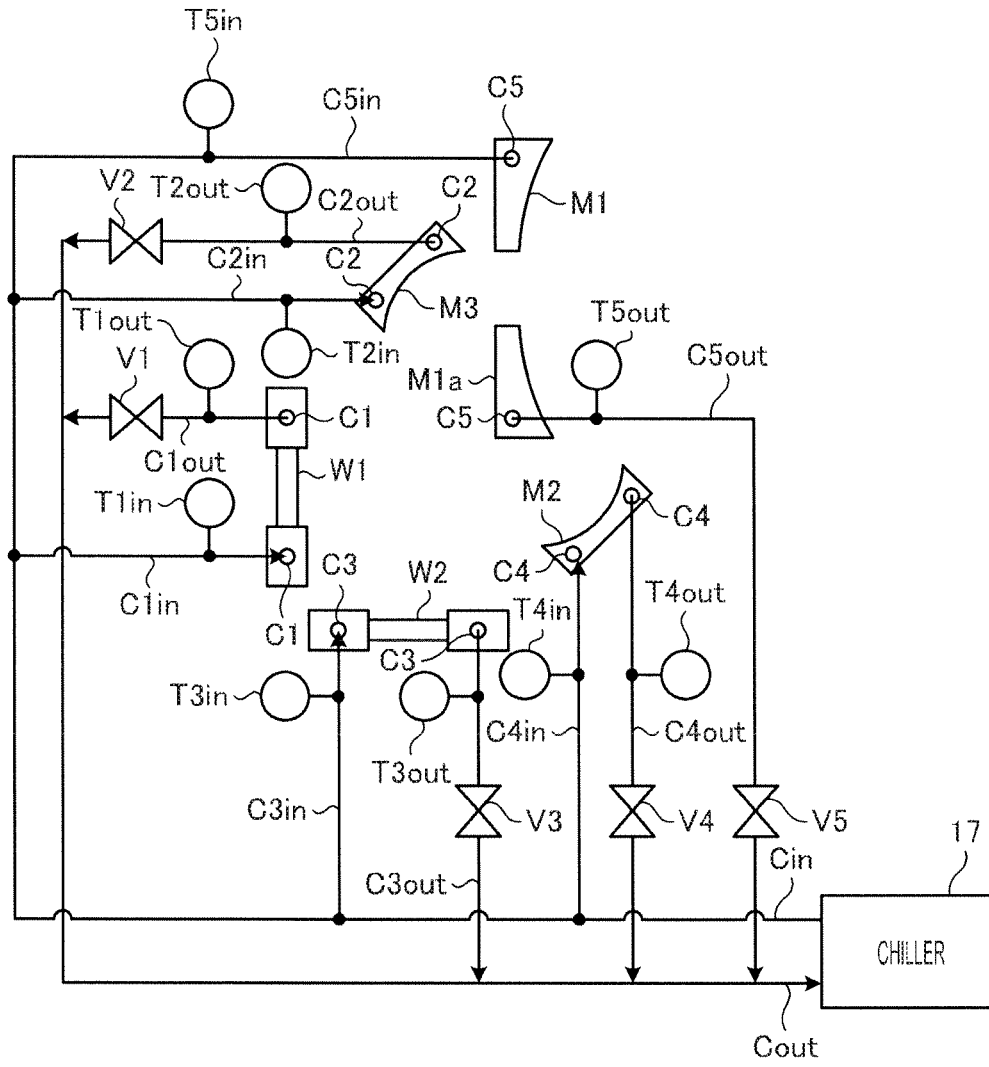 T5in
C5in
C5
V2
T2out
C2out
C2
M1
C2in
C2
M3
T1out
T2in
T5out
V1
M1a
C5out
C1
C5
C1out
W1
T1in
M2
C4
C4
C1in
C3
W2
T4in
T4out
C1
C3
T3in
C4in
C4out
T3out
C3in
V3
V4
V5
17
Cin
C3out
CHILLER
Cout